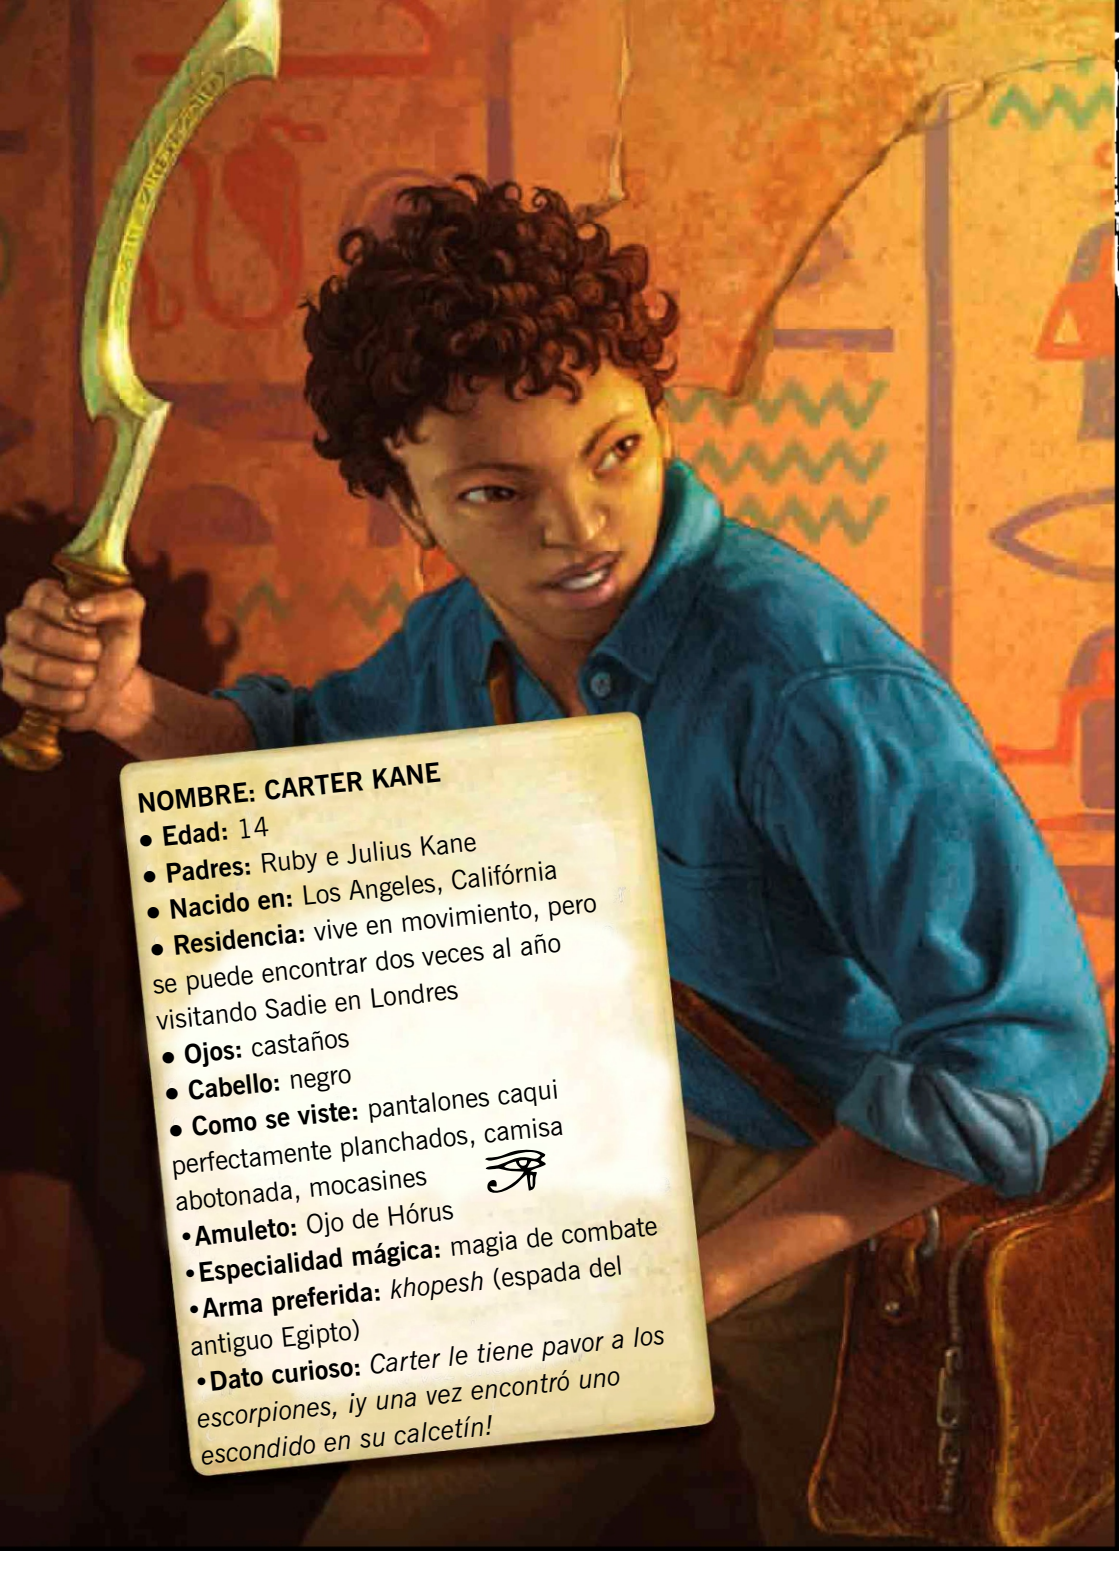 NOMBRE: CARTER KANE
● Edad: 14
● Padres: Ruby e Julius Kane
● Nacido en: Los Angeles, Califórnia
● Residencia: vive en movimiento, pero
se puede encontrar dos veces al año
visitando Sadie en Londres
● Ojos: castaños
● Cabello: negro
● Como se viste: pantalones caqui
perfectamente planchados, camisa
abotonada, mocasines
•Amuleto: Ojo de Hórus
•Especialidad mágica: magia de combate
•Arma preferida: khopesh (espada del
antiguo Egipto)
•Dato curioso: Carter le tiene pavor a los
escorpiones, ¡y una vez encontró uno
escondido en su calcetín!